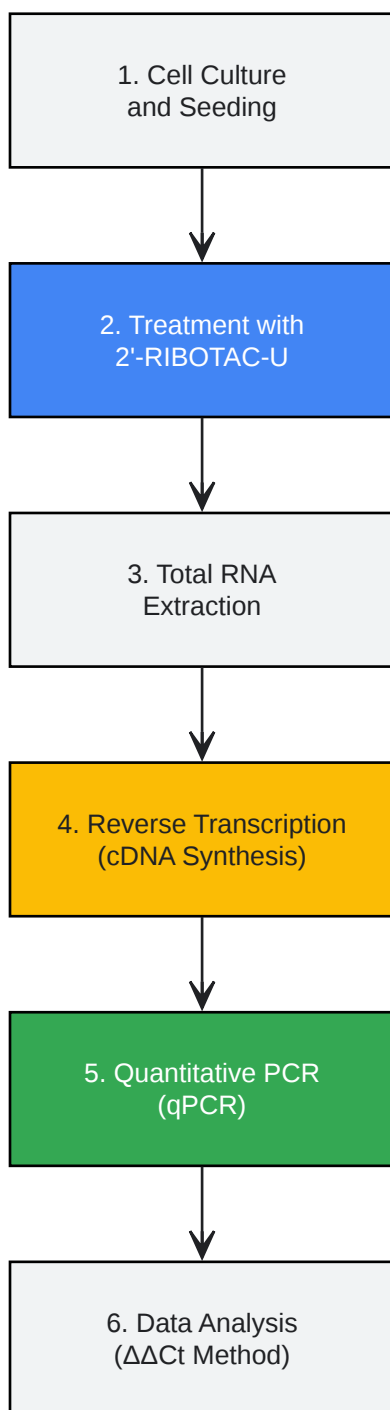 1. Cell Culture
and Seeding
2. Treatment with
2'-RIBOTAC-U
3. Total RNA
Extraction
4. Reverse Transcription
(cDNA Synthesis)
5. Quantitative PCR
(qPCR)
6. Data Analysis
(ΔΔCt Method)